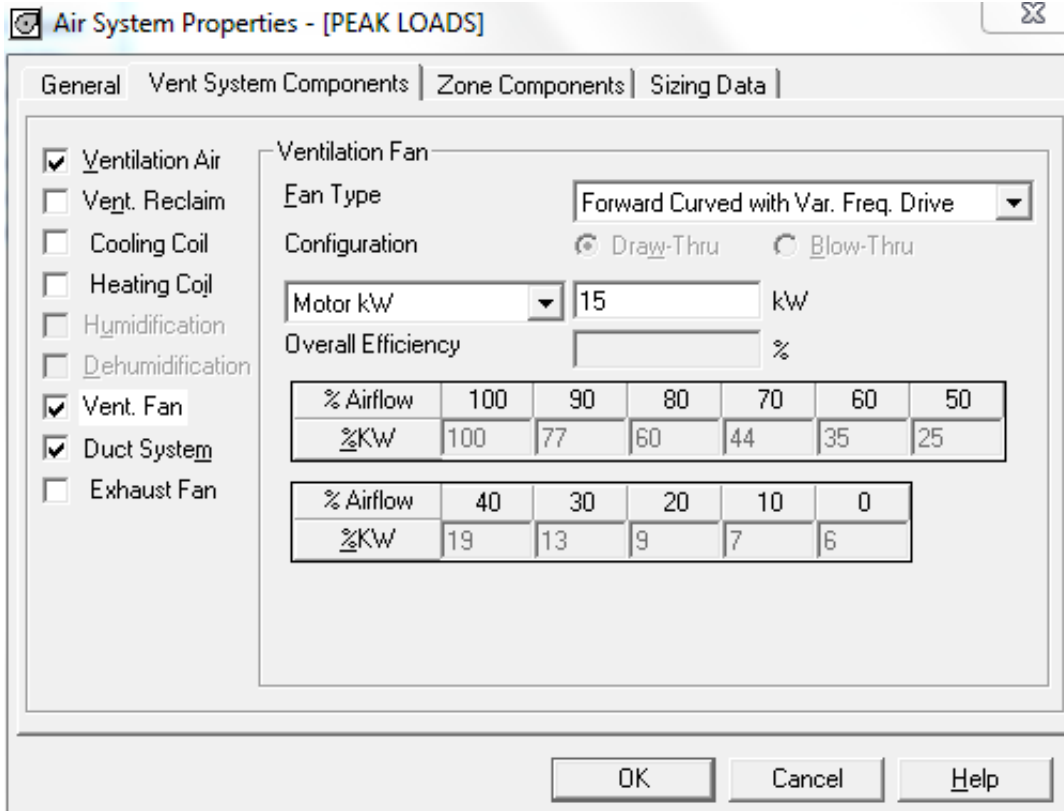 Air System Properties - [PEAK LOADS]
General Vent System Components Zone Components Sizing Data
Ventilation Air
Vent. Reclaim
Cooling Coil
Heating Coil
Humidification
Dehumidification
Vent. Fan
Duct System
Exhaust Fan
Ventilation Fan
Fan Type Forward Curved with Var. Freq. Drive
Configuration Draw-Thru Blow-Thru
Motor kW 15 kW
Overall Efficiency %
% Airflow 100 90 80 70 60 50
%KW 100 77 60 44 35 25
% Airflow 40 30 20 10 0
%KW 19 13 9 7 6
OK Cancel Help